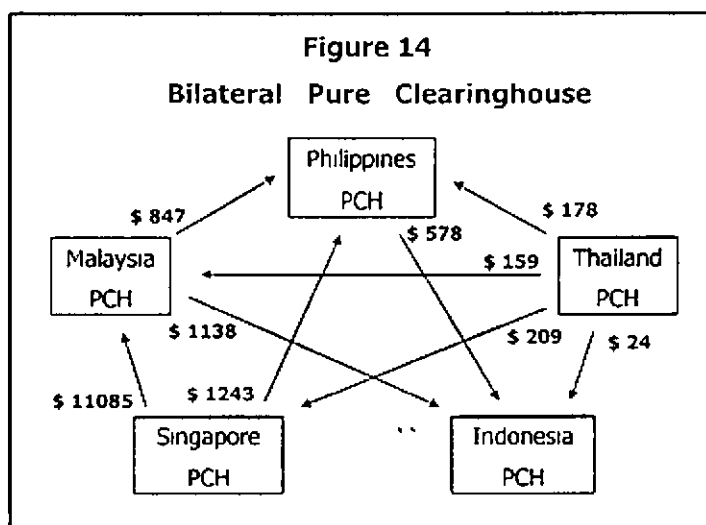 Figure 14
Bilateral Pure Clearinghouse
Philippines
PCH
$ 847
$ 178
$ 578
Malaysia
PCH
$ 159
Thailand
PCH
$ 1138
$ 209
$ 24
$ 11085
$ 1243
Singapore
PCH
Indonesia
PCH